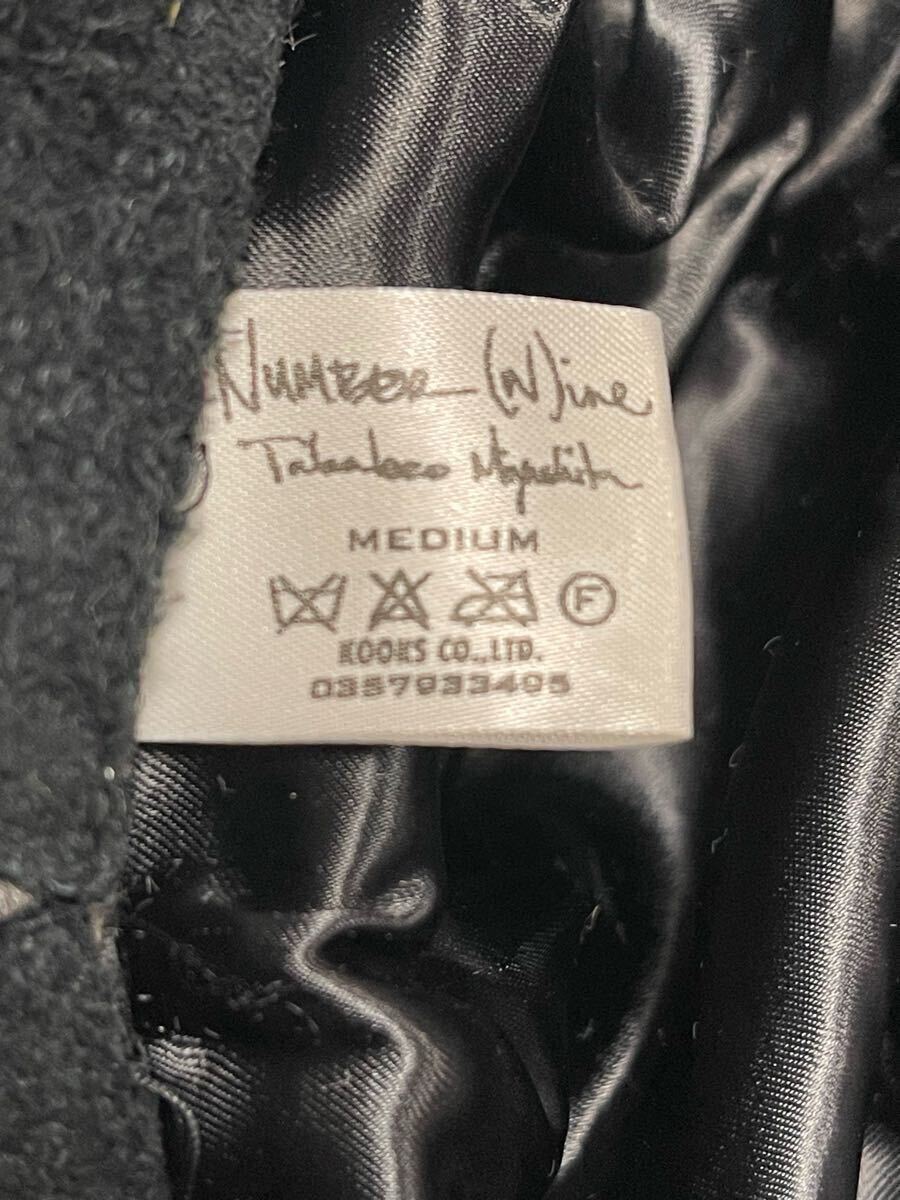 NUMBER (N)ine
Takahiro Miyashita
MEDIUM
F
KOOKS CO.,LTD.
0357933405